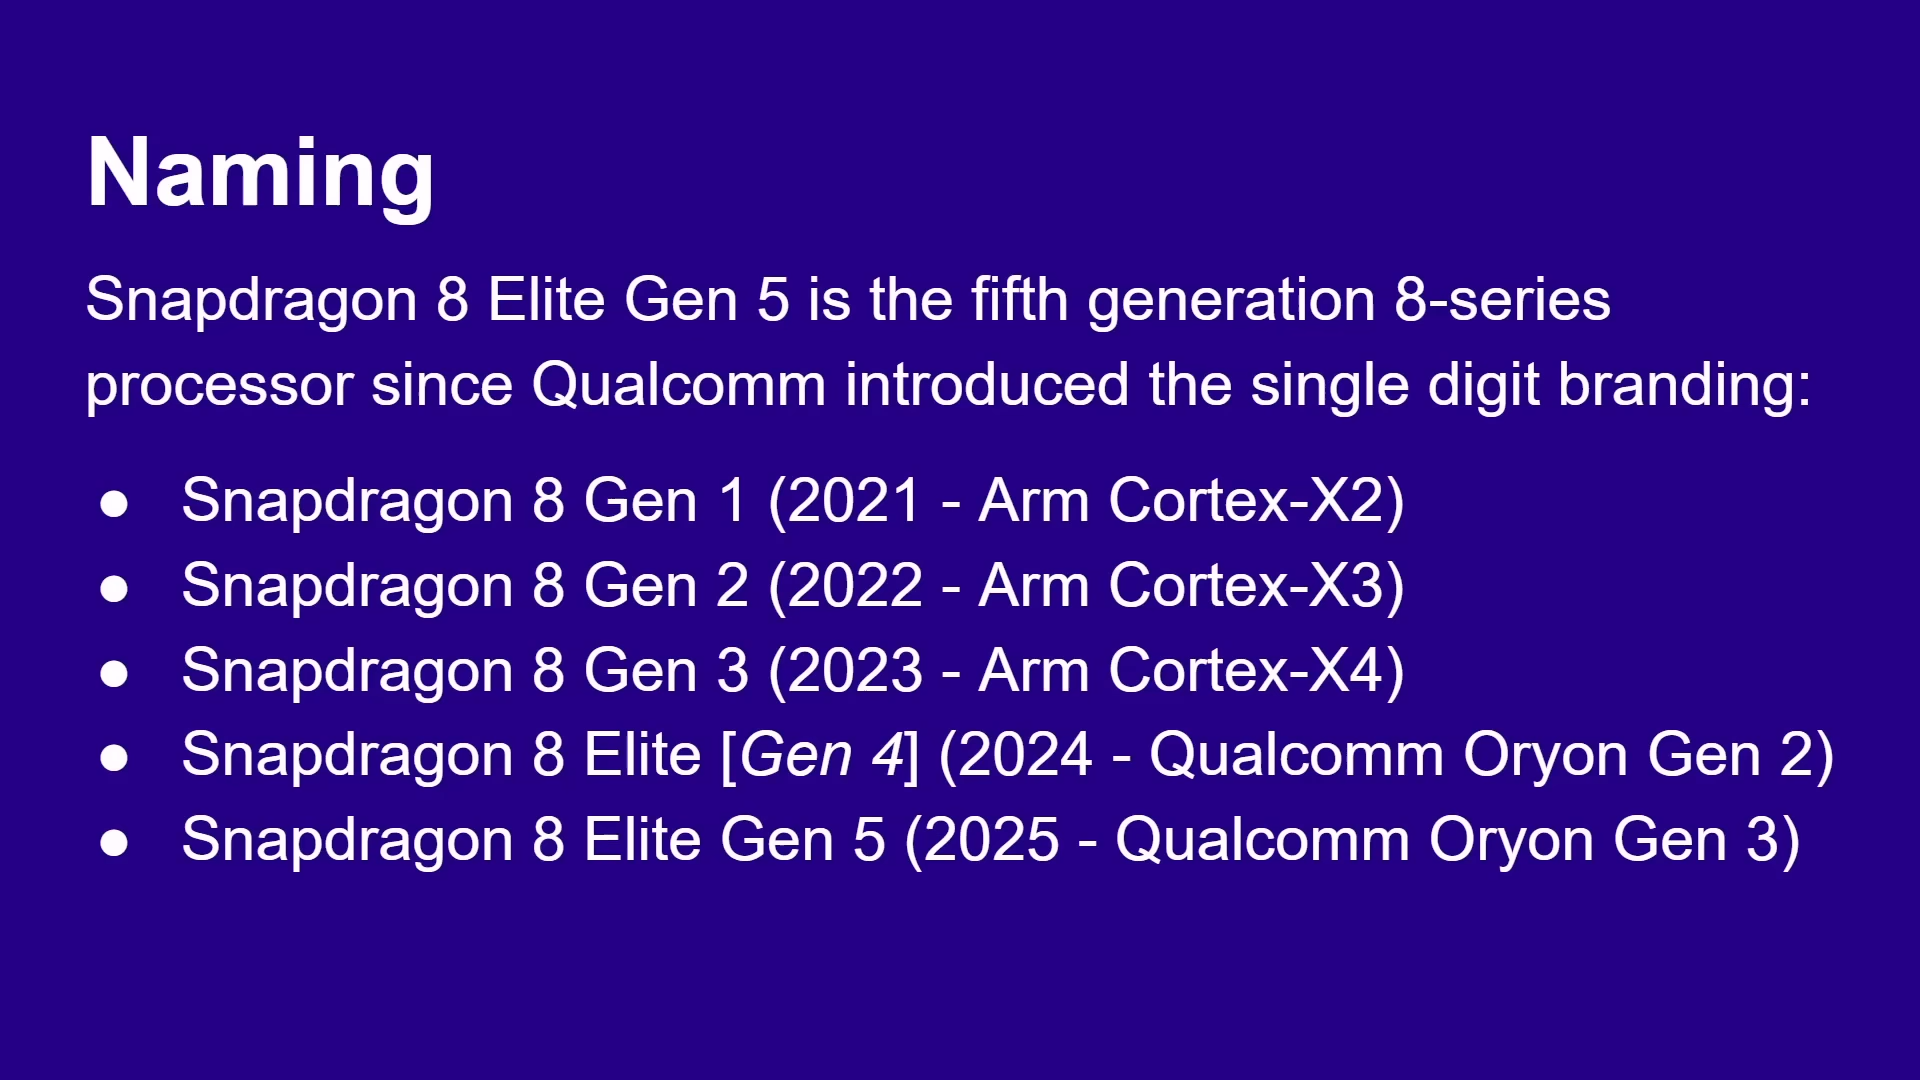 Naming
Snapdragon 8 Elite Gen 5 is the fifth generation 8-series
processor since Qualcomm introduced the single digit branding:
● Snapdragon 8 Gen 1 (2021 - Arm Cortex-X2)
● Snapdragon 8 Gen 2 (2022 - Arm Cortex-X3)
● Snapdragon 8 Gen 3 (2023 - Arm Cortex-X4)
● Snapdragon 8 Elite [Gen 4] (2024 - Qualcomm Oryon Gen 2)
● Snapdragon 8 Elite Gen 5 (2025 - Qualcomm Oryon Gen 3)